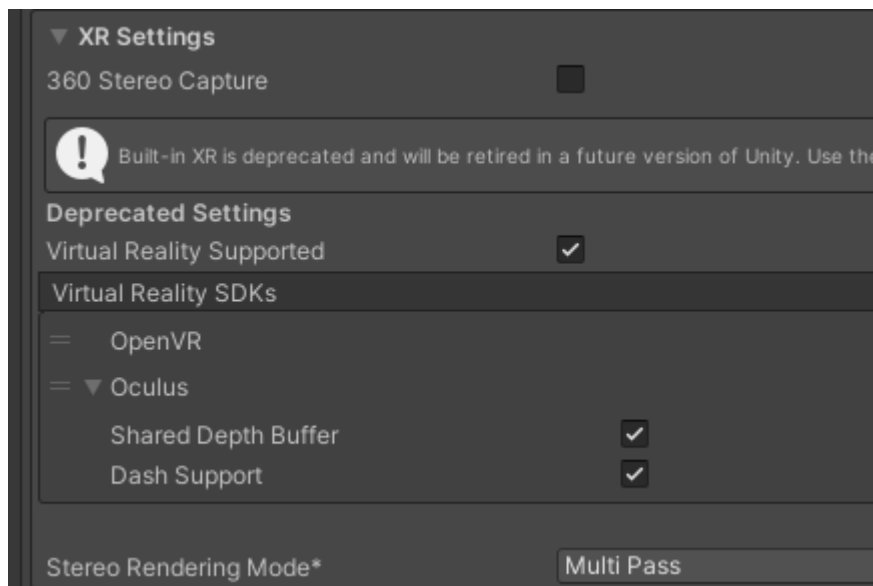 XR Settings
360 Stereo Capture
Built-in XR is deprecated and will be retired in a future version of Unity. Use the
Deprecated Settings
Virtual Reality Supported
Virtual Reality SDKs
OpenVR
Oculus
Shared Depth Buffer
Dash Support
Stereo Rendering Mode* Multi Pass